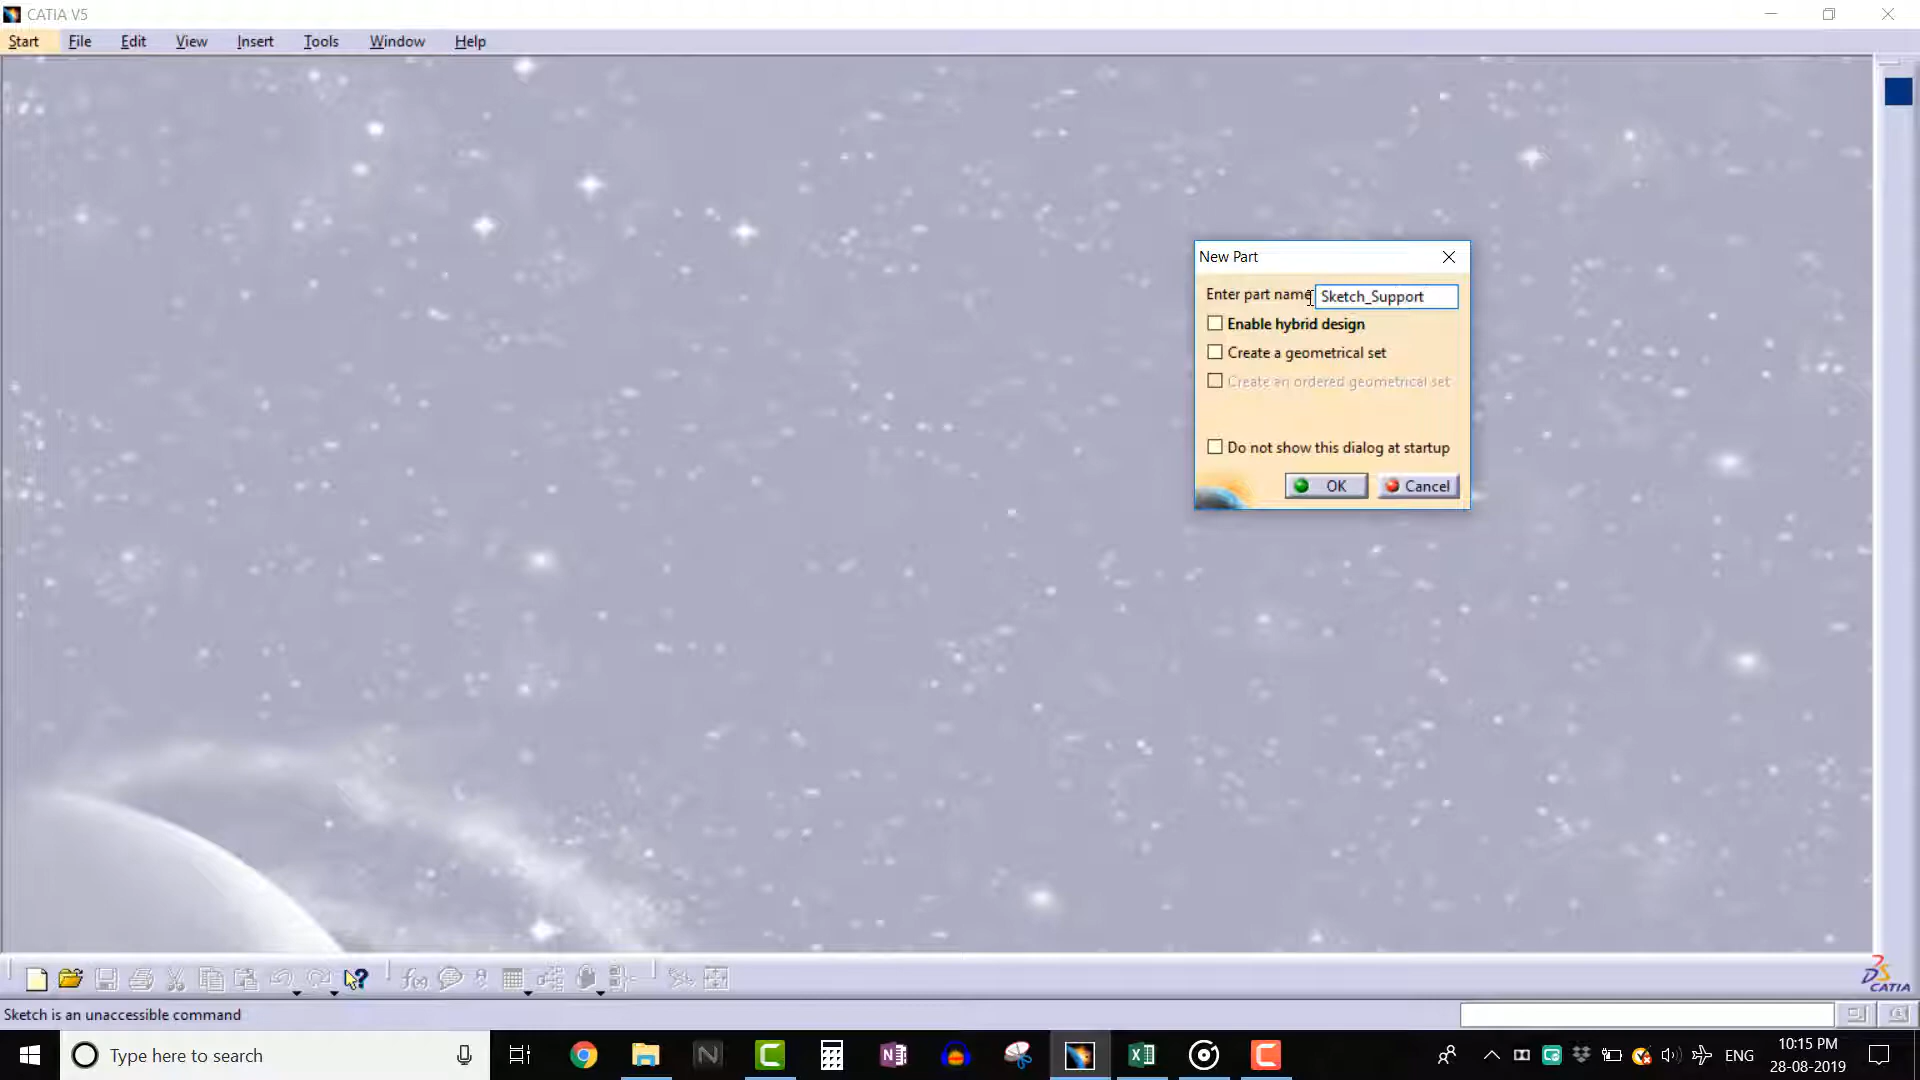 CATIA V5
Start File Edit View Insert Tools Window Help
New Part
Enter part name Sketch_Support
Enable hybrid design
Create a geometrical set
Create an ordered geometrical set
Do not show this dialog at startup
OK Cancel
CATIA
Sketch is an unaccessible command
Type here to search
ENG
10:15 PM
28-08-2019